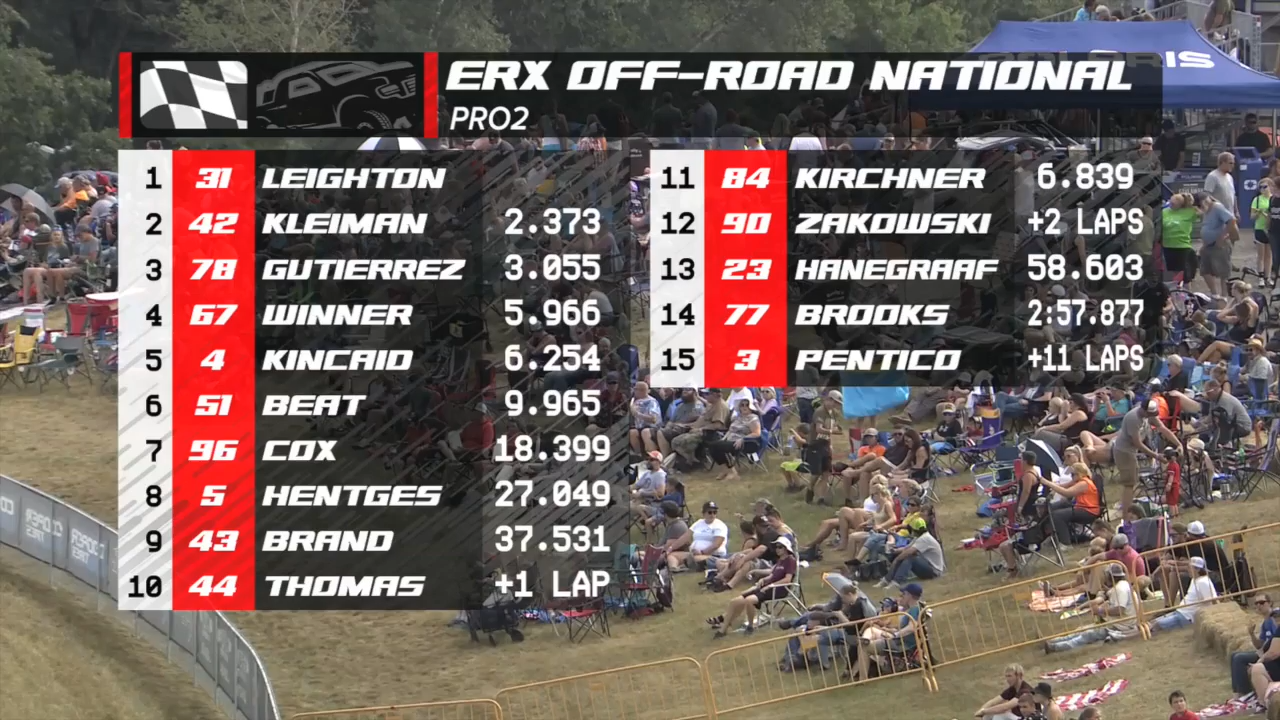 ERX OFF-ROAD NATIONAL
PRO2
1 31 LEIGHTON
2 42 KLEIMAN 2.373
3 78 GUTIERREZ 3.055
4 67 WINNER 5.966
5 4 KINCAID 6.254
6 51 BEAT 9.965
7 96 COX 18.399
8 5 HENTGES 27.049
9 43 BRAND 37.531
10 44 THOMAS +1 LAP
11 84 KIRCHNER 6.839
12 90 ZAKOWSKI +2 LAPS
13 23 HANEGRAAF 58.603
14 77 BROOKS 2:57.877
15 3 PENTICO +11 LAPS